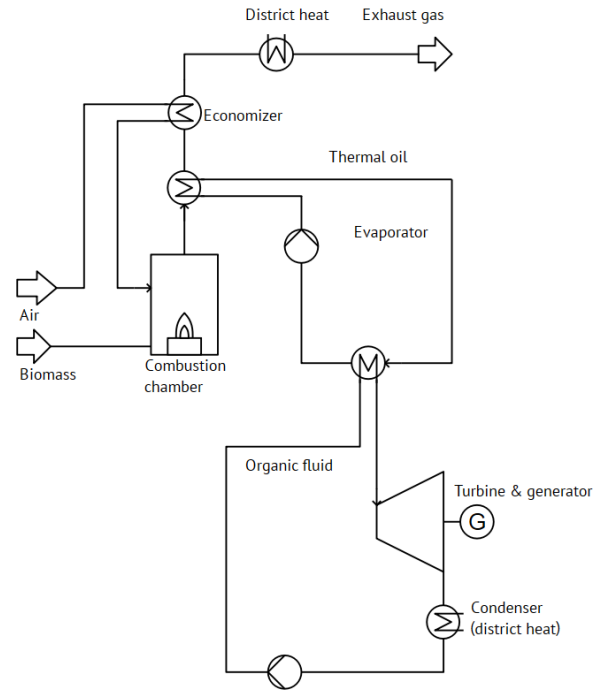 District heat
Exhaust gas
Economizer
Thermal oil
Evaporator
Air
Biomass
Combustion
chamber
Organic fluid
Turbine & generator
G
Condenser
(district heat)